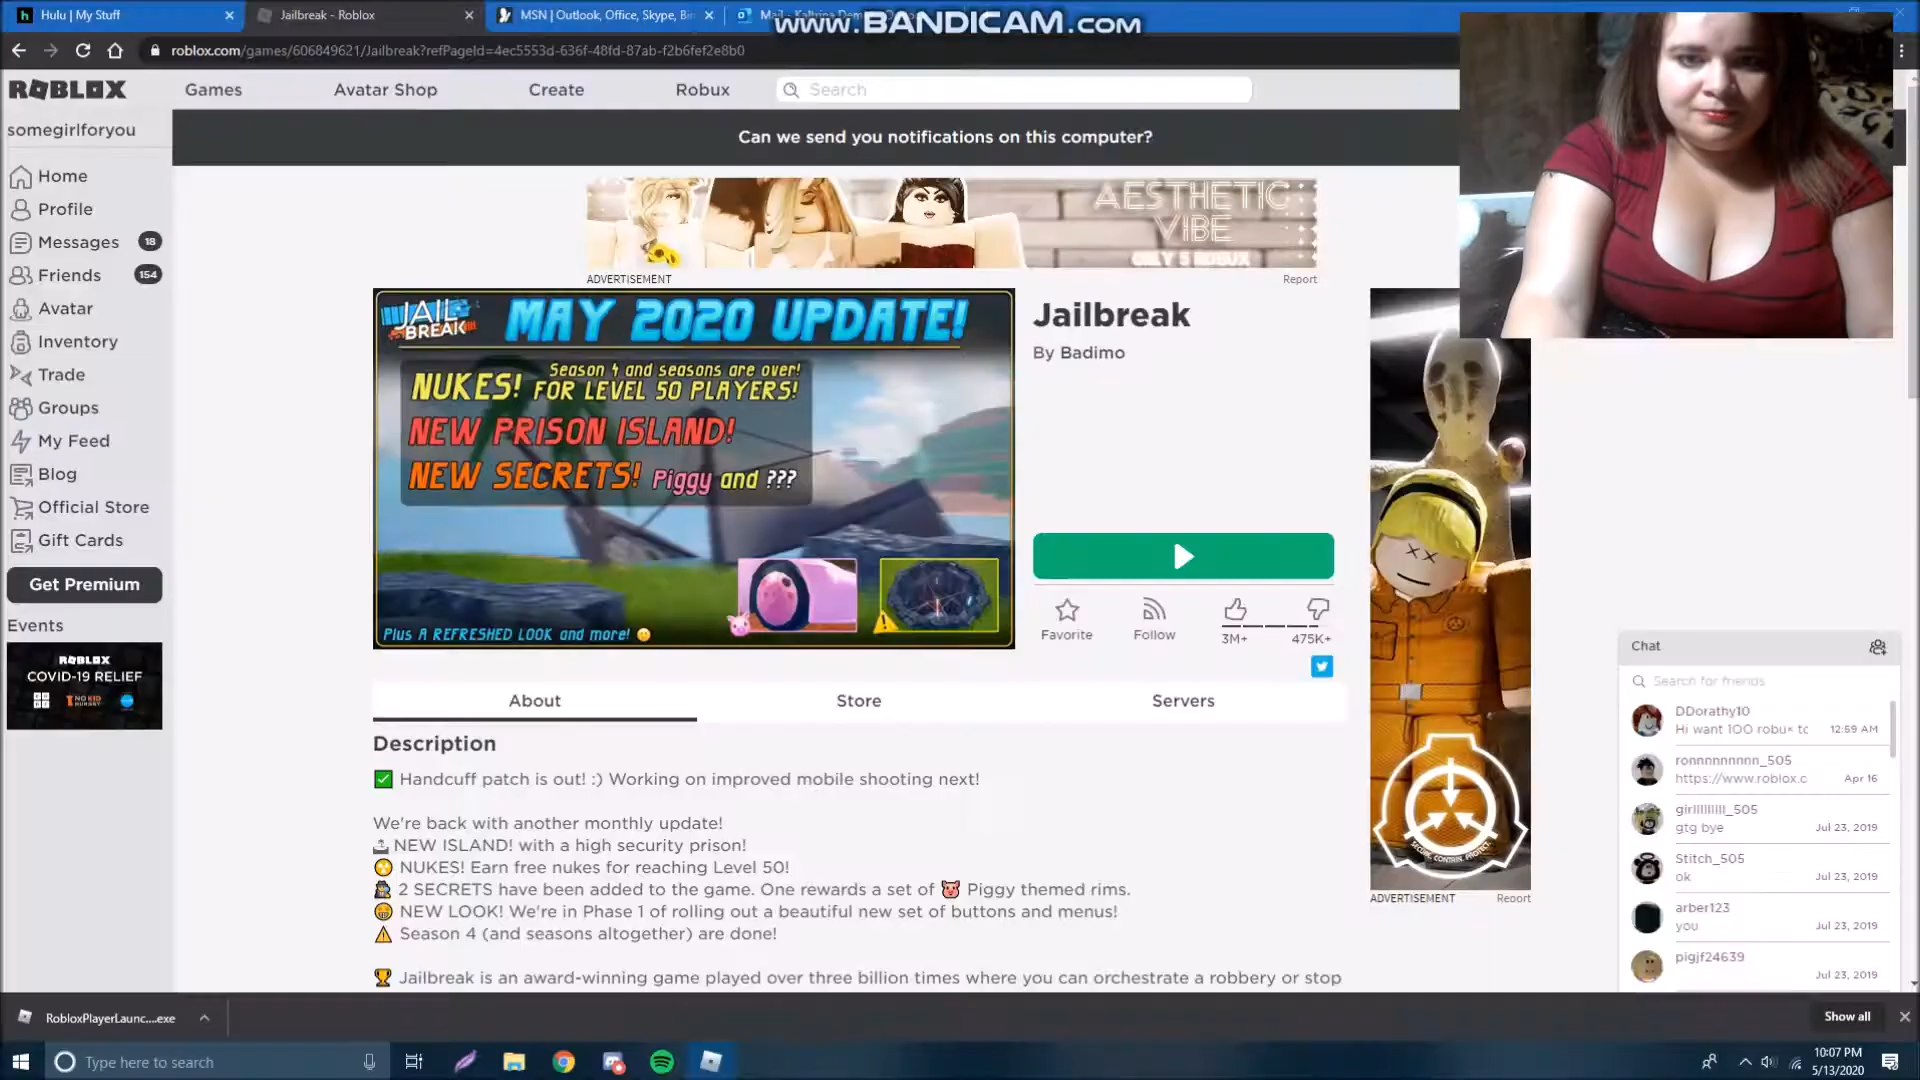 Hulu | My Stuff
Jailbreak - Roblox
MSN | Outlook, Office, Skype, Bi
www.BANDICAM.com
roblox.com/games/606849621/Jailbreak?refPageId=4ec5553d-636f-48fd-87ab-f2b6fef2e8b0
ROBLOX
Games
Avatar Shop
Create
Robux
Search
somegirlforyou
Can we send you notifications on this computer?
Home
Profile
Messages 18
Friends 154
Avatar
Inventory
Trade
Groups
My Feed
Blog
Official Store
Gift Cards
Get Premium
Events
ROBLOX
COVID-19 RELIEF
NO KID
HUNGRY
AESTHETIC
VIBE
ONLY 5 ROBUX
ADVERTISEMENT
Report
JAIL
BREAK
MAY 2020 UPDATE!
Season 4 and seasons are over!
NUKES! FOR LEVEL 50 PLAYERS!
NEW PRISON ISLAND!
NEW SECRETS! Piggy and ???
Plus A REFRESHED LOOK and more!
Jailbreak
By Badimo
Favorite
Follow
3M+
475K+
About
Store
Servers
Description
Handcuff patch is out! :) Working on improved mobile shooting next!
We're back with another monthly update!
NEW ISLAND! with a high security prison!
NUKES! Earn free nukes for reaching Level 50!
2 SECRETS have been added to the game. One rewards a set of 🐷 Piggy themed rims.
NEW LOOK! We're in Phase 1 of rolling out a beautiful new set of buttons and menus!
Season 4 (and seasons altogether) are done!
Jailbreak is an award-winning game played over three billion times where you can orchestrate a robbery or stop
SECURE. CONTAIN. PROTECT.
ADVERTISEMENT
Report
Chat
Search for friends
DDorathy10
Hi want 100 robux to 12:59 AM
https://www.roblox.c Apr 16
gtg bye Jul 23, 2019
Stitch_505
ok Jul 23, 2019
arber123
you Jul 23, 2019
pigjf24639
Jul 23, 2019
RobloxPlayerLaunc....exe
Show all
Type here to search
10:07 PM
5/13/2020